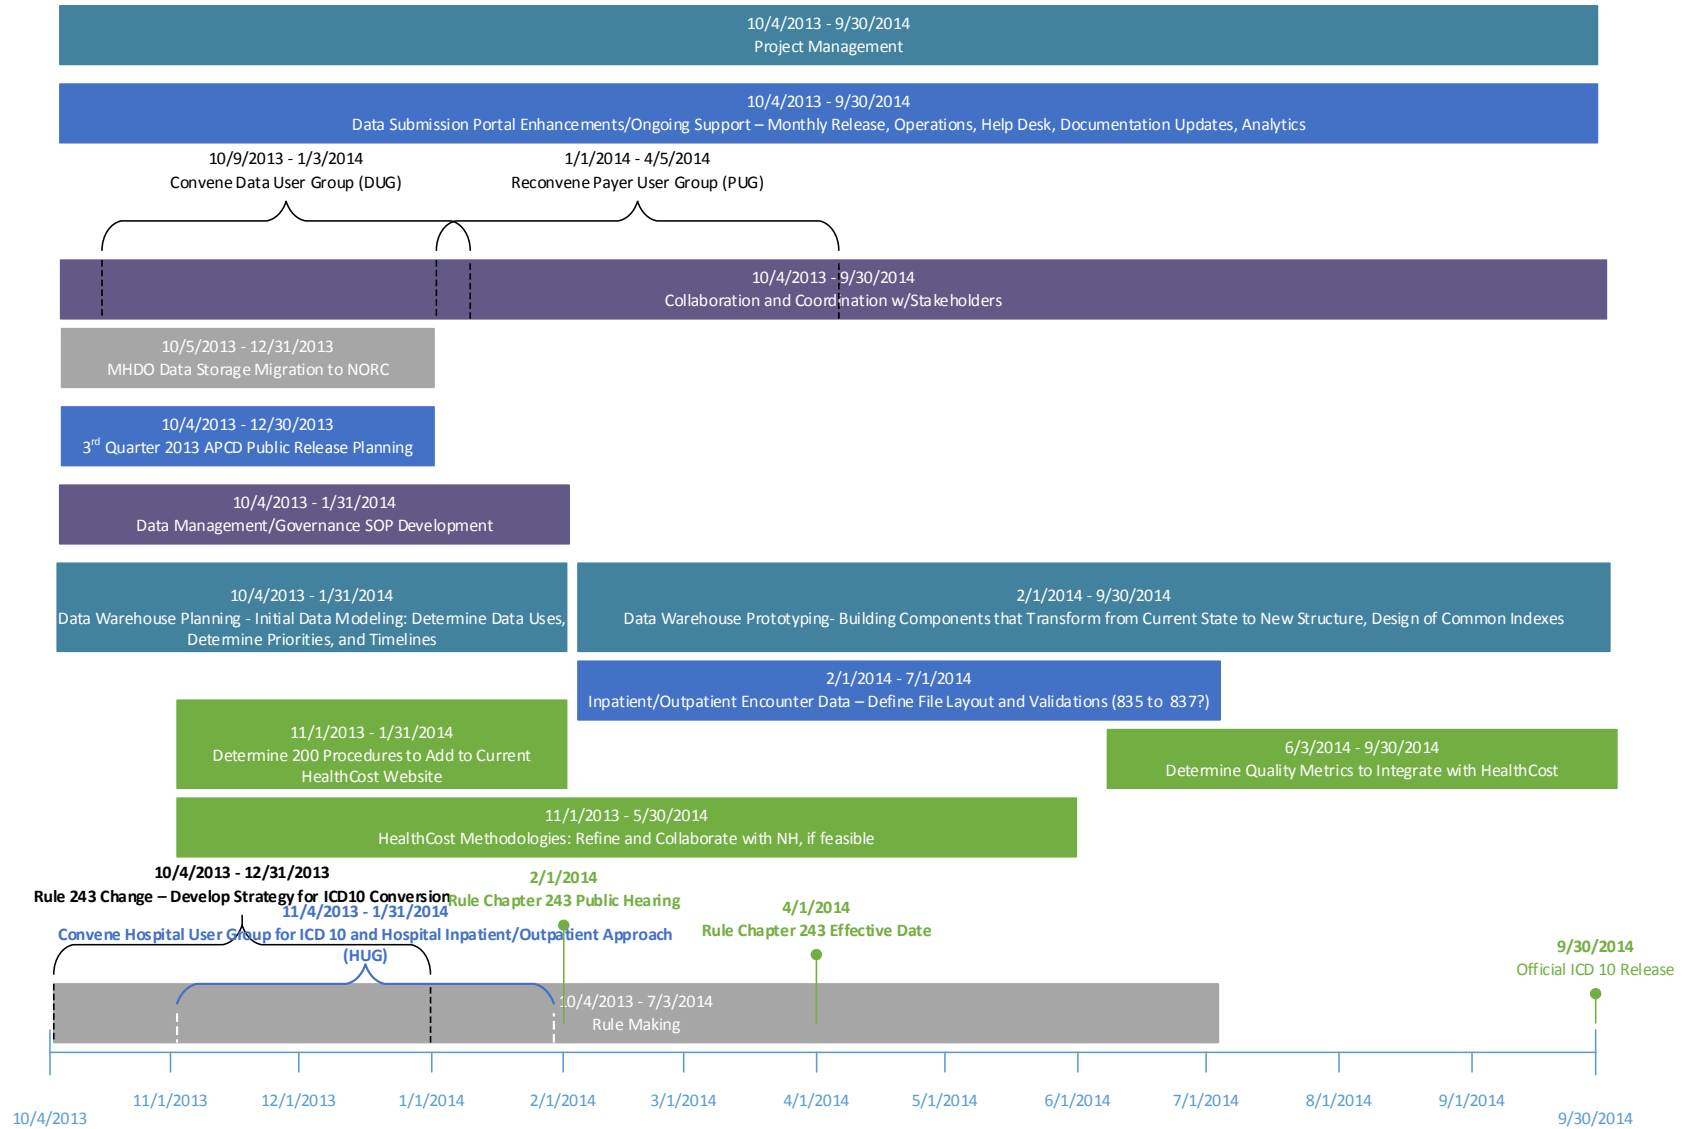 10/4/2013 - 9/30/2014
Project Management
10/4/2013 - 9/30/2014
Data Submission Portal Enhancements/Ongoing Support – Monthly Release, Operations, Help Desk, Documentation Updates, Analytics
10/9/2013 - 1/3/2014
Convene Data User Group (DUG)
1/1/2014 - 4/5/2014
Reconvene Payer User Group (PUG)
10/4/2013 - 9/30/2014
Collaboration and Coordination w/Stakeholders
10/5/2013 - 12/31/2013
MHDO Data Storage Migration to NORC
10/4/2013 - 12/30/2013
3rd Quarter 2013 APCD Public Release Planning
10/4/2013 - 1/31/2014
Data Management/Governance SOP Development
10/4/2013 - 1/31/2014
Data Warehouse Planning - Initial Data Modeling: Determine Data Uses,
Determine Priorities, and Timelines
2/1/2014 - 9/30/2014
Data Warehouse Prototyping- Building Components that Transform from Current State to New Structure, Design of Common Indexes
2/1/2014 - 7/1/2014
Inpatient/Outpatient Encounter Data – Define File Layout and Validations (835 to 837?)
11/1/2013 - 1/31/2014
Determine 200 Procedures to Add to Current
HealthCost Website
6/3/2014 - 9/30/2014
Determine Quality Metrics to Integrate with HealthCost
11/1/2013 - 5/30/2014
HealthCost Methodologies: Refine and Collaborate with NH, if feasible
10/4/2013 - 12/31/2013
Rule 243 Change – Develop Strategy for ICD10 Conversion
2/1/2014
Rule Chapter 243 Public Hearing
11/4/2013 - 1/31/2014
Convene Hospital User Group for ICD 10 and Hospital Inpatient/Outpatient Approach
(HUG)
4/1/2014
Rule Chapter 243 Effective Date
9/30/2014
Official ICD 10 Release
10/4/2013 - 7/3/2014
Rule Making
10/4/2013
11/1/2013
12/1/2013
1/1/2014
2/1/2014
3/1/2014
4/1/2014
5/1/2014
6/1/2014
7/1/2014
8/1/2014
9/1/2014
9/30/2014